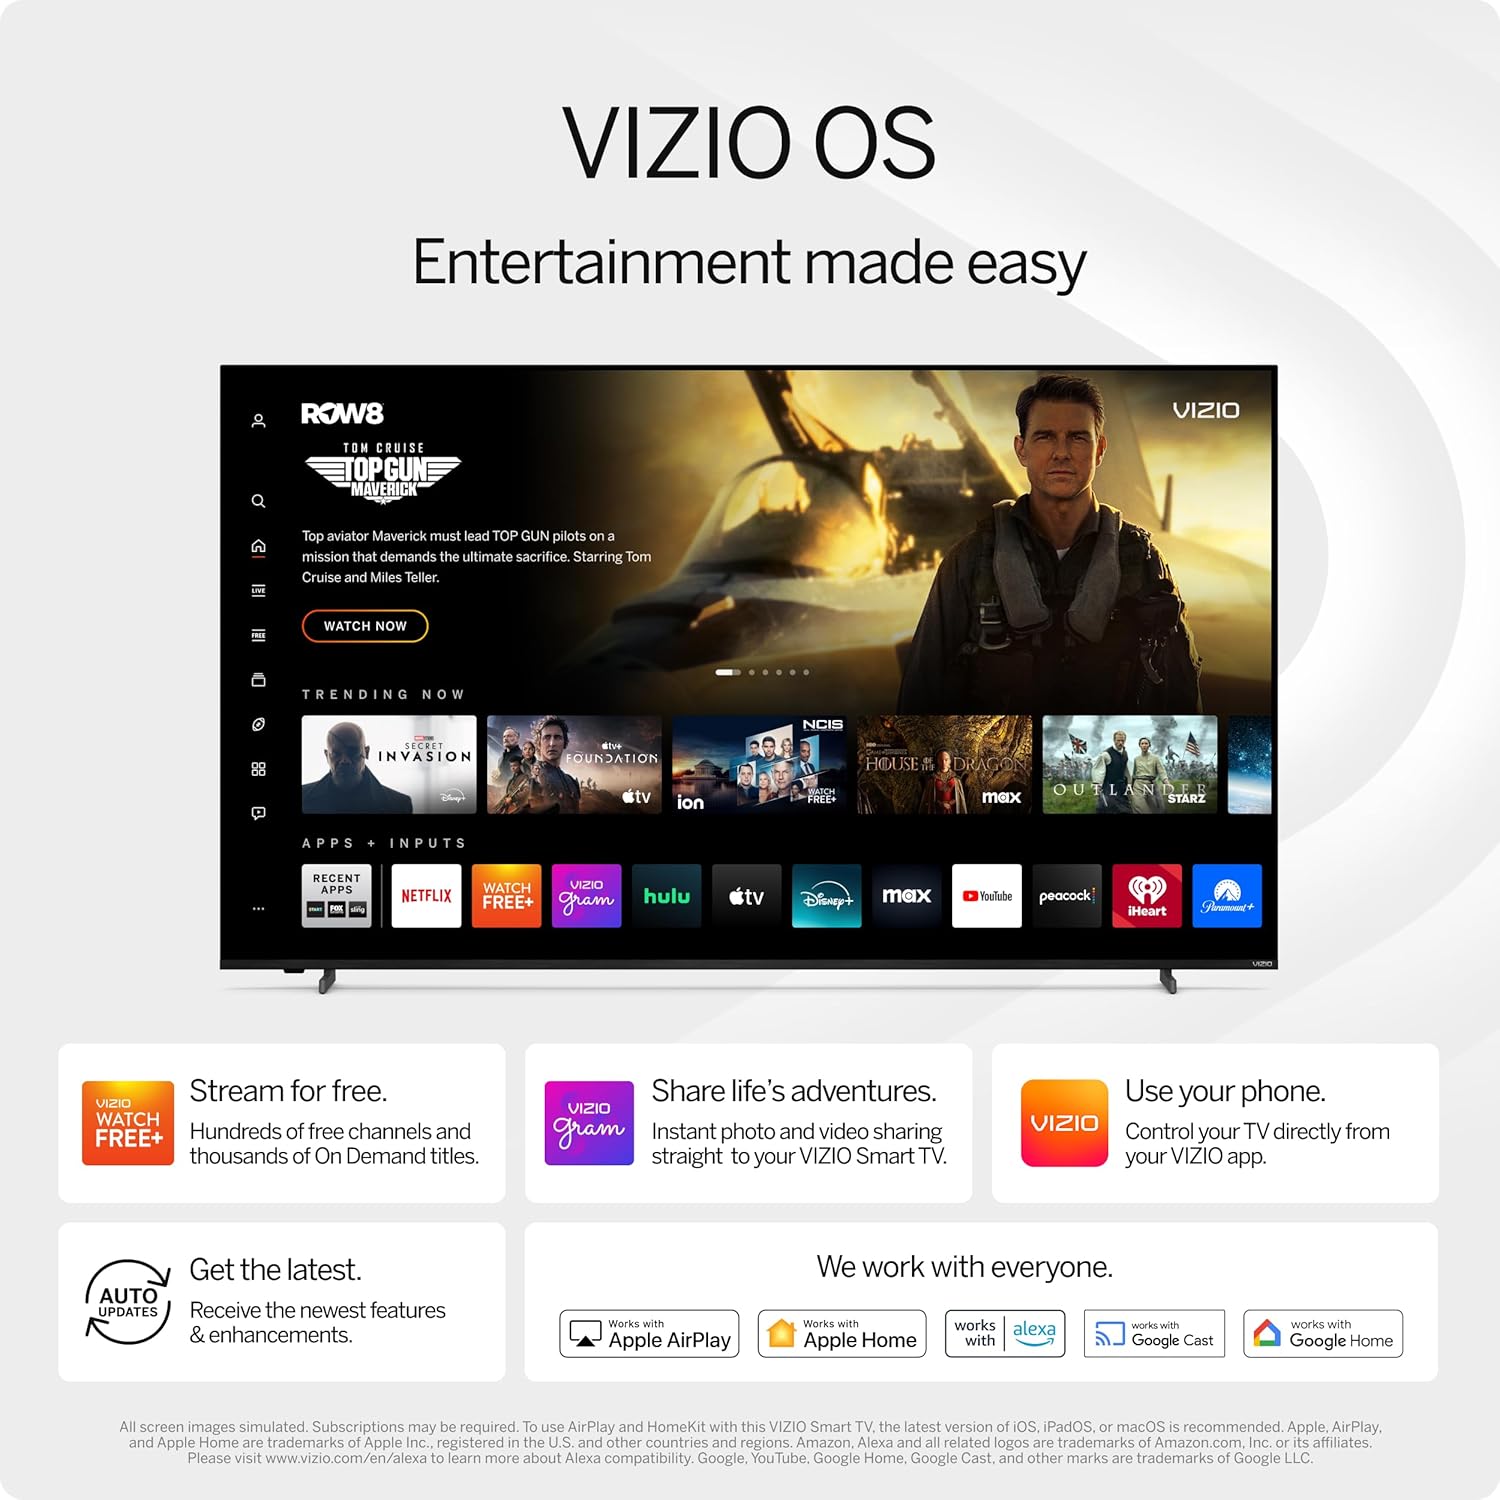 VIZIO OS
Entertainment made easy
ROW8
VIZIO
TOM CRUISE
TOPGUN
MAVERICK
Top aviator Maverick must lead TOP GUN pilots on a
mission that demands the ultimate sacrifice. Starring Tom
Cruise and Miles Teller.
LIVE
FREE
WATCH NOW
TRENDING NOW
SECRET
INVASION
Disney+
tv+
FOUNDATION
tv
NCIS
ion
WATCH
FREE+
HOUSE OF THE DRAGON
max
OUTLANDER
STARZ
APPS + INPUTS
RECENT
APPS
START
FOX
sling
NETFLIX
WATCH
FREE+
VIZIO
gram
hulu
tv
Disney+
max
YouTube
peacock
iHeart
Paramount+
VIZIO
VIZIO
WATCH
FREE+
Stream for free.
Hundreds of free channels and
thousands of On Demand titles.
VIZIO
gram
Share life's adventures.
Instant photo and video sharing
straight to your VIZIO Smart TV.
VIZIO
Use your phone.
Control your TV directly from
your VIZIO app.
AUTO
UPDATES
Get the latest.
Receive the newest features
& enhancements.
We work with everyone.
Works with
Apple AirPlay
Works with
Apple Home
works
with
alexa
works with
Google Cast
works with
Google Home
All screen images simulated. Subscriptions may be required. To use AirPlay and HomeKit with this VIZIO Smart TV, the latest version of iOS, iPadOS, or macOS is recommended. Apple, AirPlay,
and Apple Home are trademarks of Apple Inc., registered in the U.S. and other countries and regions. Amazon, Alexa and all related logos are trademarks of Amazon.com, Inc. or its affiliates.
Please visit www.vizio.com/en/alexa to learn more about Alexa compatibility. Google, YouTube, Google Home, Google Cast, and other marks are trademarks of Google LLC.